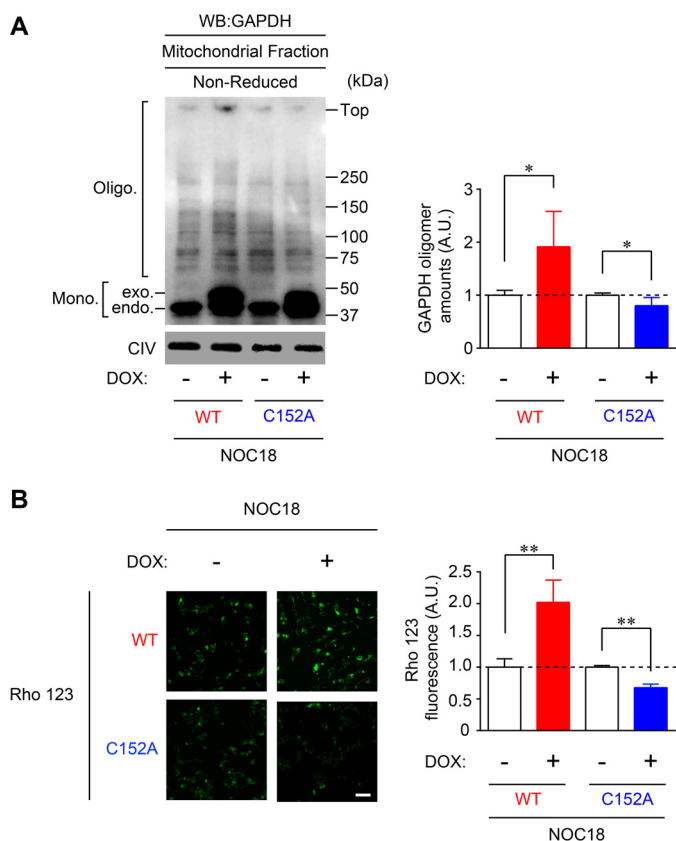 A
WB:GAPDH
Mitochondrial Fraction
Non-Reduced
(kDa)
Top
250
150
100
75
50
37
Oligo.
Mono.
exo.
endo.
CIV
DOX: - + - +
WT C152A
NOC18
GAPDH oligomer
amounts (A.U.)
3
2
1
0
* *
DOX: - + - +
WT C152A
NOC18
B
NOC18
DOX: - +
Rho 123
WT
C152A
Rho 123
fluorescence (A.U.)
2.5
2.0
1.5
1.0
0.5
0
** **
DOX: - + - +
WT C152A
NOC18